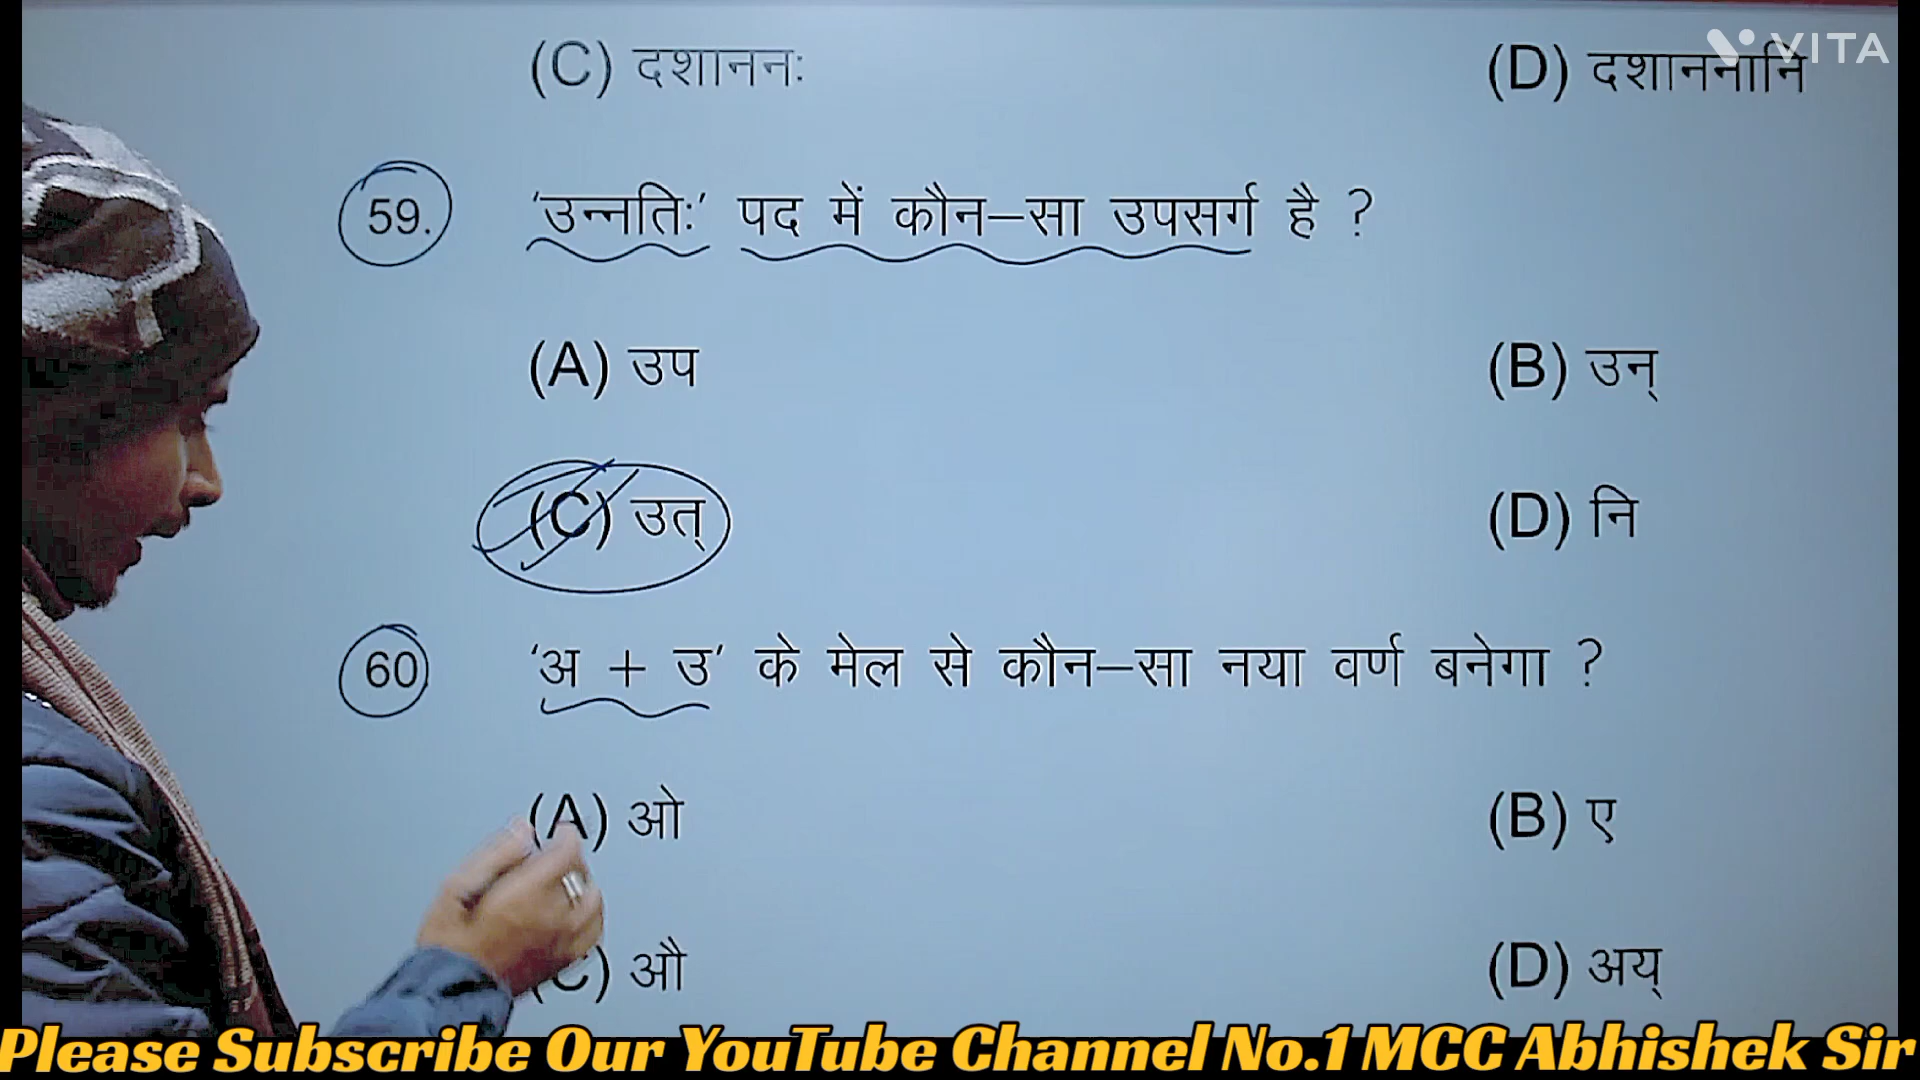 (C) दशाननः (D) दशाननानि
VITA
59. 'उन्नतिः' पद में कौन–सा उपसर्ग है ?
(A) उप (B) उन्
(C) उत् (D) नि
60 'अ + उ' के मेल से कौन–सा नया वर्ण बनेगा ?
(A) ओ (B) ए
(C) औ (D) अय्
Please Subscribe Our YouTube Channel No.1 MCC Abhishek Sir